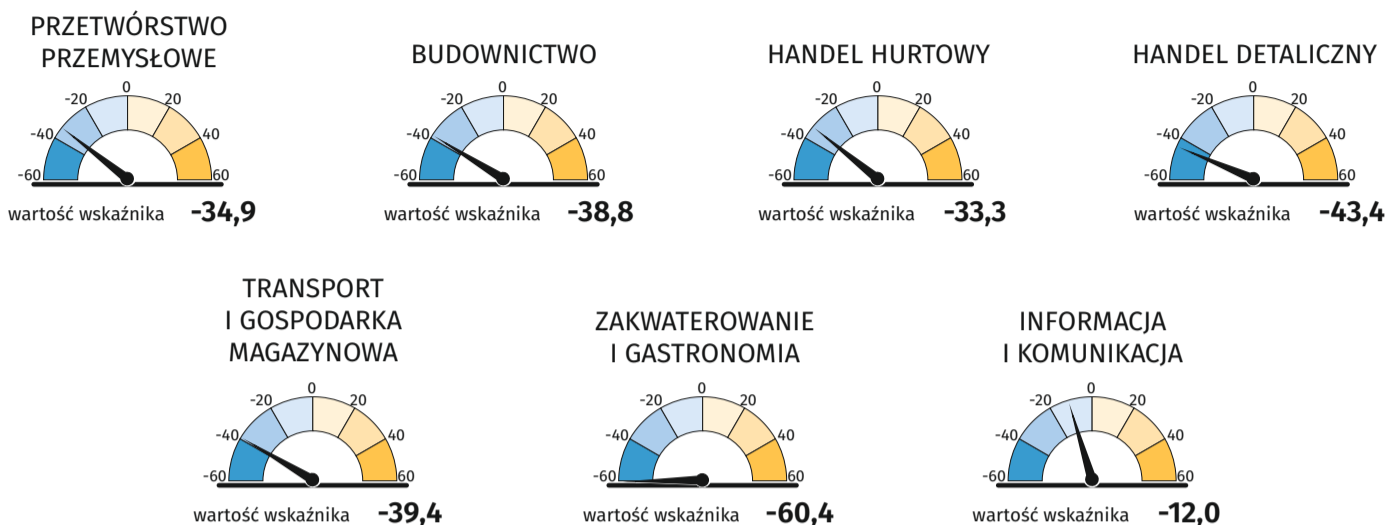 PRZETWÓRSTWO
PRZEMYSŁOWE
0
-20
20
-40
40
-60
60
wartość wskaźnika -34,9
BUDOWNICTWO
0
-20
20
-40
40
-60
60
wartość wskaźnika -38,8
HANDEL HURTOWY
0
-20
20
-40
40
-60
60
wartość wskaźnika -33,3
HANDEL DETALICZNY
0
-20
20
-40
40
-60
60
wartość wskaźnika -43,4
TRANSPORT
I GOSPODARKA
MAGAZYNOWA
0
-20
20
-40
40
-60
60
wartość wskaźnika -39,4
ZAKWATEROWANIE
I GASTRONOMIA
0
-20
20
-40
40
-60
60
wartość wskaźnika -60,4
INFORMACJA
I KOMUNIKACJA
0
-20
20
-40
40
-60
60
wartość wskaźnika -12,0